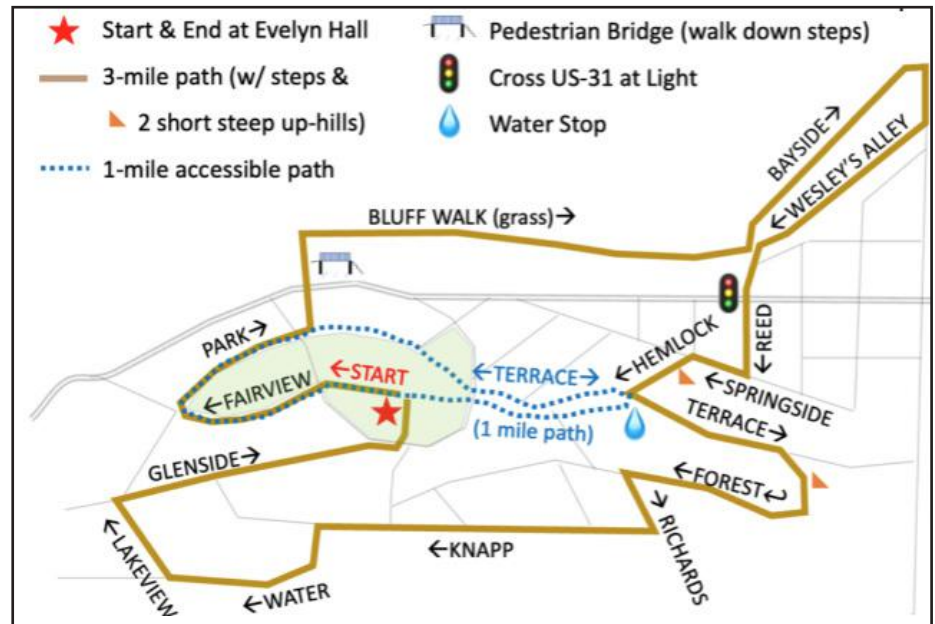 Start & End at Evelyn Hall
3-mile path (w/ steps &
2 short steep up-hills)
1-mile accessible path
Pedestrian Bridge (walk down steps)
Cross US-31 at Light
Water Stop
BAYSIDE→
←WESLEY'S ALLEY
BLUFF WALK (grass)→
PARK→
←HEMLOCK
←REED
←START
←TERRACE→
←FAIRVIEW
←SPRINGSIDE
TERRACE→
(1 mile path)
GLENSIDE→
←FOREST↩
←KNAPP
RICHARDS→
←LAKEVIEW
←WATER